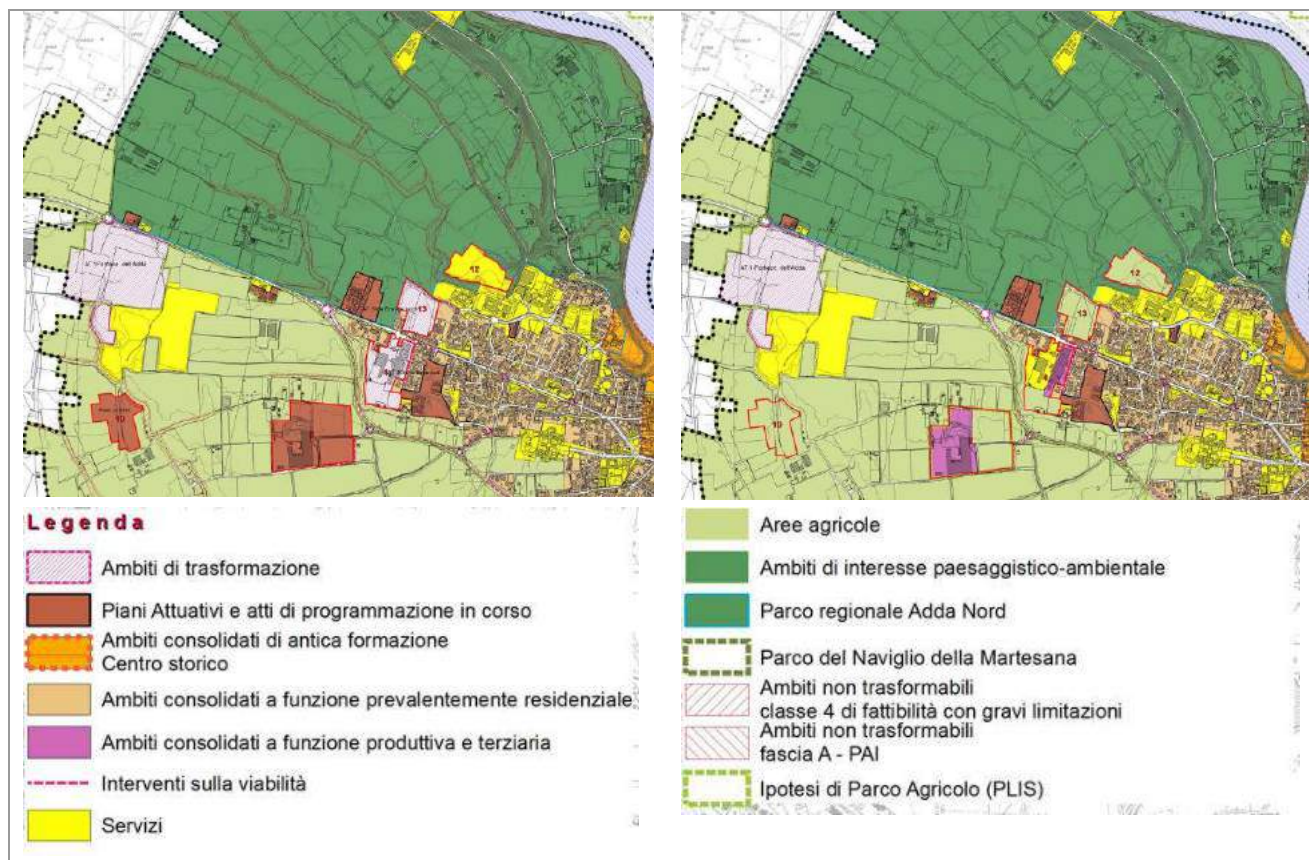 12
13
10
12
13
10
Legenda
Ambiti di trasformazione
Piani Attuativi e atti di programmazione in corso
Ambiti consolidati di antica formazione
Centro storico
Ambiti consolidati a funzione prevalentemente residenziale
Ambiti consolidati a funzione produttiva e terziaria
Interventi sulla viabilità
Servizi
Aree agricole
Ambiti di interesse paesaggistico-ambientale
Parco regionale Adda Nord
Parco del Naviglio della Martesana
Ambiti non trasformabili
classe 4 di fattibilità con gravi limitazioni
Ambiti non trasformabili
fascia A - PAI
Ipotesi di Parco Agricolo (PLIS)